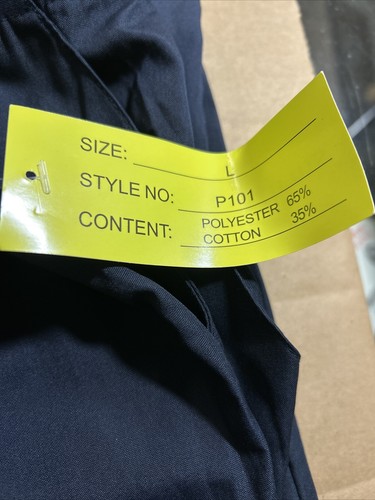 SIZE: L
STYLE NO: P101
CONTENT: POLYESTER 65%
COTTON 35%